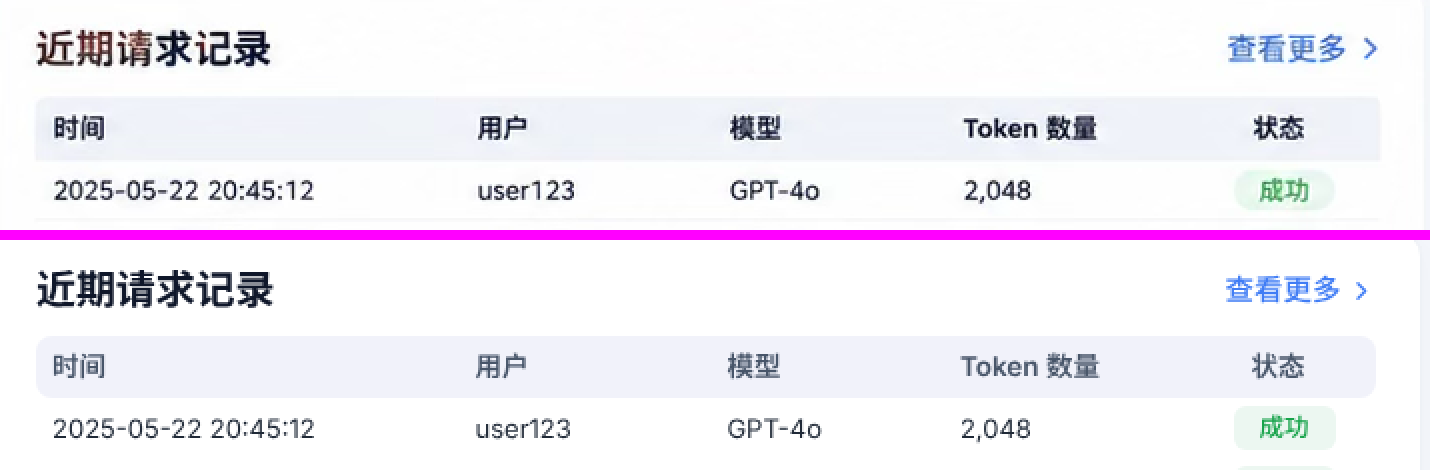 近期请求记录 查看更多 >
时间 用户 模型 Token 数量 状态
2025-05-22 20:45:12 user123 GPT-4o 2,048 成功
近期请求记录 查看更多 >
时间 用户 模型 Token 数量 状态
2025-05-22 20:45:12 user123 GPT-4o 2,048 成功